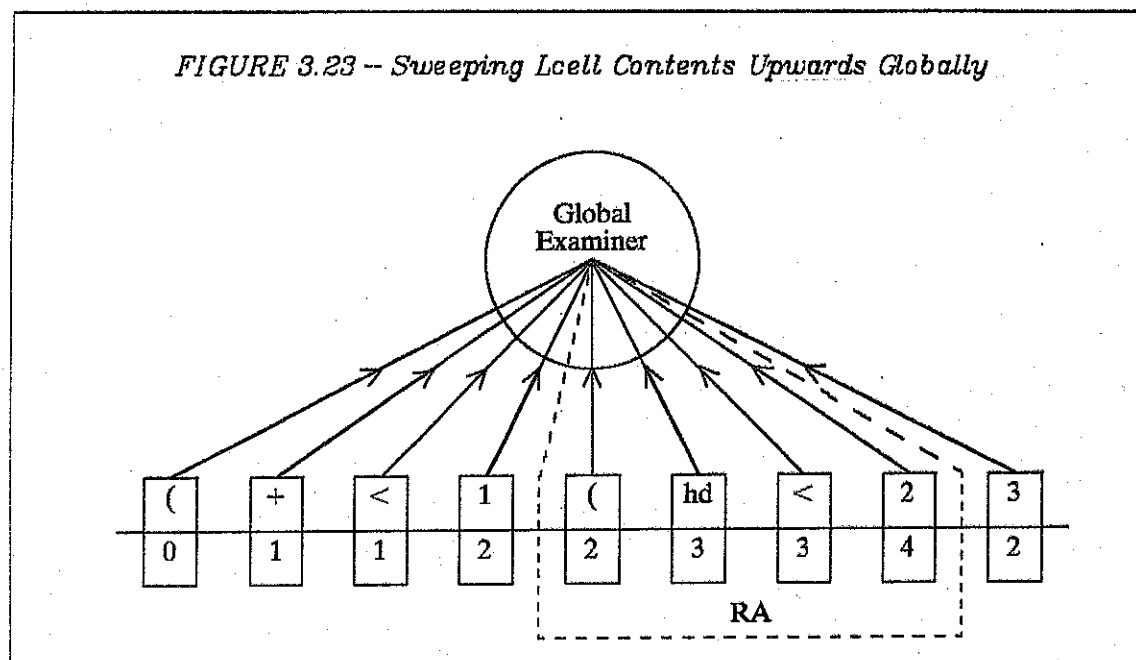 FIGURE 3.23 -- Sweeping Lcell Contents Upwards Globally
Global
Examiner
( + < 1 ( hd < 2 3
0 1 1 2 2 3 3 4 2
RA